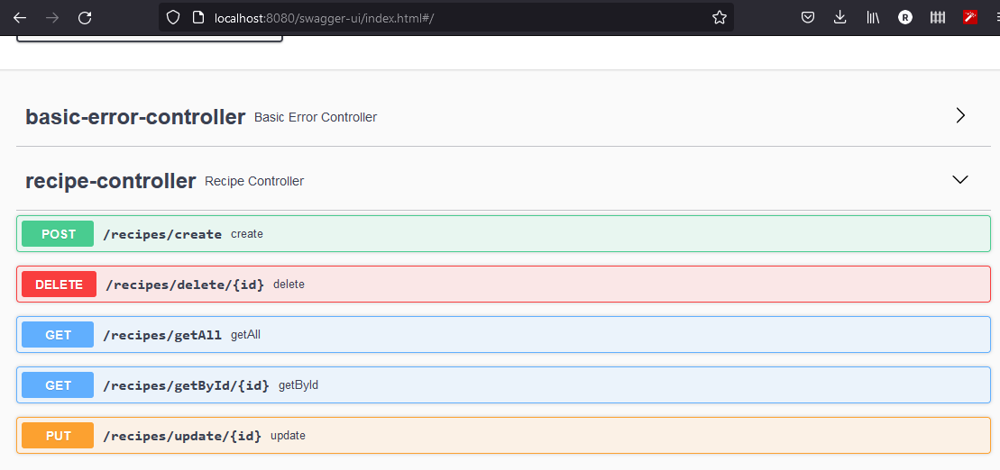 localhost:8080/swagger-ui/index.html#/
R
basic-error-controller Basic Error Controller
recipe-controller Recipe Controller
POST /recipes/create create
DELETE /recipes/delete/{id} delete
GET /recipes/getAll getAll
GET /recipes/getById/{id} getById
PUT /recipes/update/{id} update